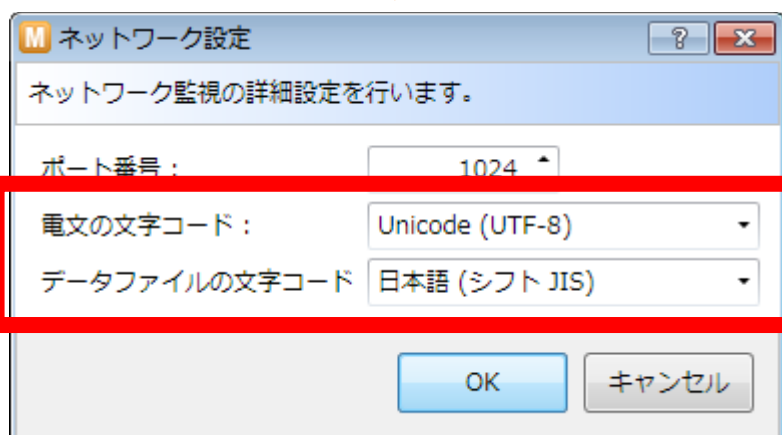 M ネットワーク設定 ?
ネットワーク監視の詳細設定を行います。
ポート番号： 1024
電文の文字コード： Unicode (UTF-8)
データファイルの文字コード 日本語 (シフト JIS)
OK キャンセル